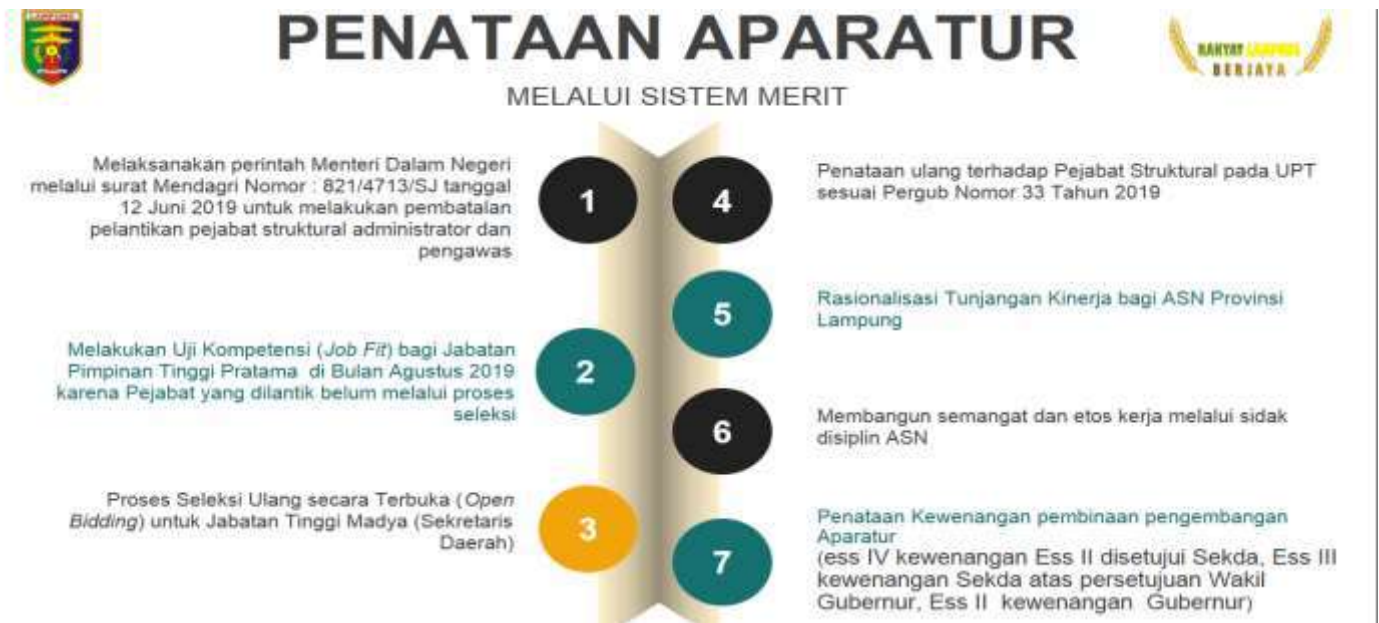 LAMPUNG
PENATAAN APARATUR
RAKYAT LAMPUNG
BERJAYA
MELALUI SISTEM MERIT
Melaksanakan perintah Menteri Dalam Negeri
melalui surat Mendagri Nomor : 821/4713/SJ tanggal
12 Juni 2019 untuk melakukan pembatalan
pelantikan pejabat struktural administrator dan
pengawas
1
Melakukan Uji Kompetensi (Job Fit) bagi Jabatan
Pimpinan Tinggi Pratama di Bulan Agustus 2019
karena Pejabat yang dilantik belum melalui proses
seleksi
2
Proses Seleksi Ulang secara Terbuka (Open
Bidding) untuk Jabatan Tinggi Madya (Sekretaris
Daerah)
3
4
Penataan ulang terhadap Pejabat Struktural pada UPT
sesuai Pergub Nomor 33 Tahun 2019
5
Rasionalisasi Tunjangan Kinerja bagi ASN Provinsi
Lampung
6
Membangun semangat dan etos kerja melalui sidak
disiplin ASN
7
Penataan Kewenangan pembinaan pengembangan
Aparatur
(ess IV kewenangan Ess II disetujui Sekda, Ess III
kewenangan Sekda atas persetujuan Wakil
Gubernur, Ess II kewenangan Gubernur)